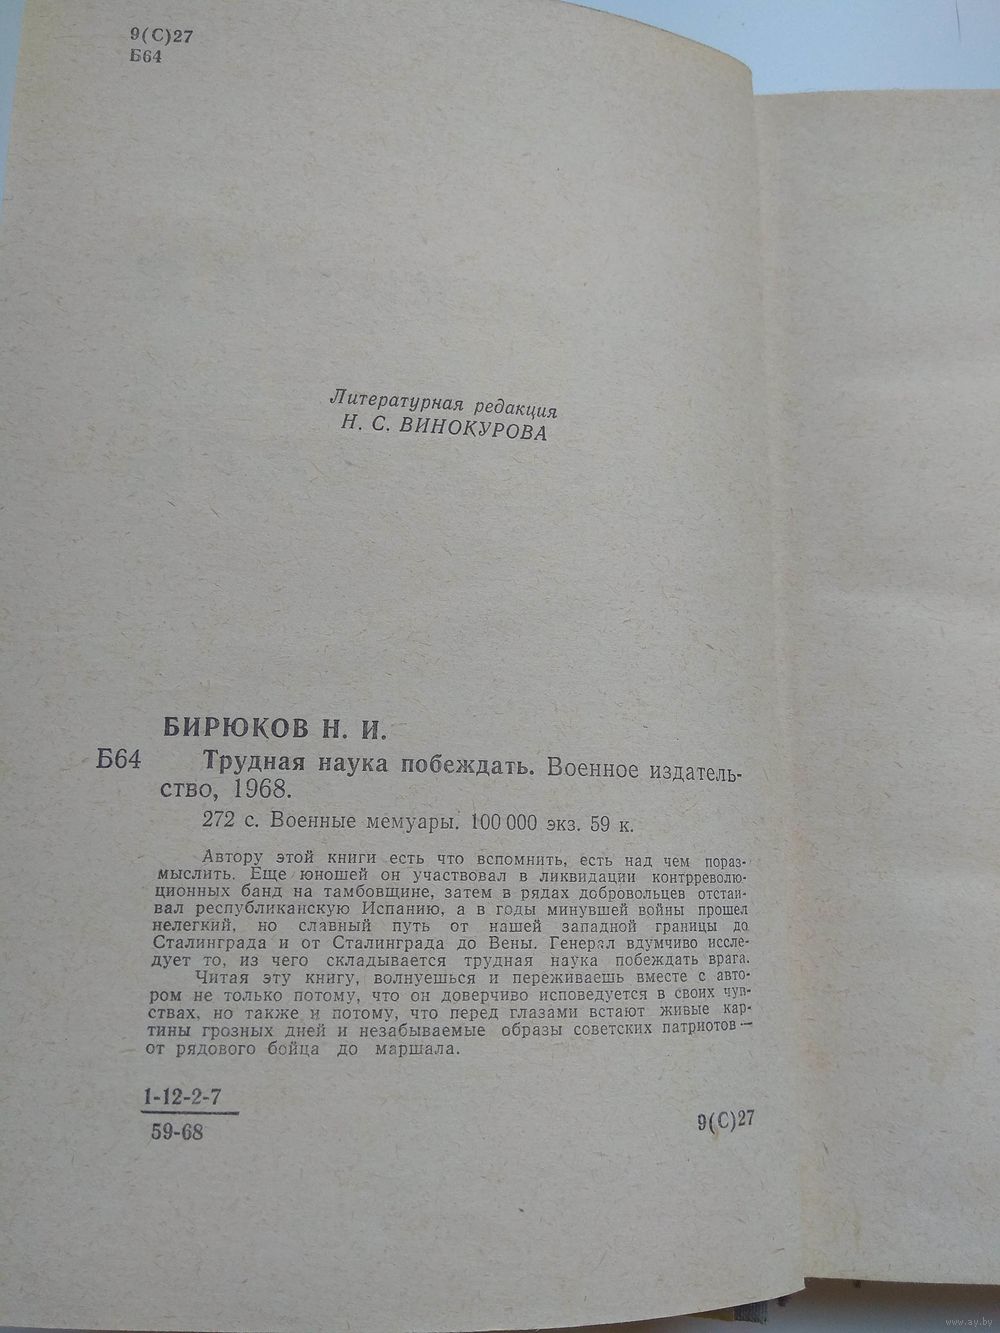 9(С)27
Б64
Литературная редакция
Н. С. ВИНОКУРОВА
БИРЮКОВ Н. И.
Б64 Трудная наука побеждать. Военное издатель-
ство, 1968.
272 с. Военные мемуары. 100 000 экз. 59 к.
Автору этой книги есть что вспомнить, есть над чем пораз-
мыслить. Еще юношей он участвовал в ликвидации контрреволю-
ционных банд на тамбовщине, затем в рядах добровольцев отстаи-
вал республиканскую Испанию, а в годы минувшей войны прошел
нелегкий, но славный путь от нашей западной границы до
Сталинграда и от Сталинграда до Вены. Генерал вдумчиво иссле-
дует то, из чего складывается трудная наука побеждать врага.
Читая эту книгу, волнуешься и переживаешь вместе с авто-
ром не только потому, что он доверчиво исповедуется в своих чув-
ствах, но также и потому, что перед глазами встают живые кар-
тины грозных дней и незабываемые образы советских патриотов —
от рядового бойца до маршала.
1-12-2-7
59-68
9(С)27
www.ay.by